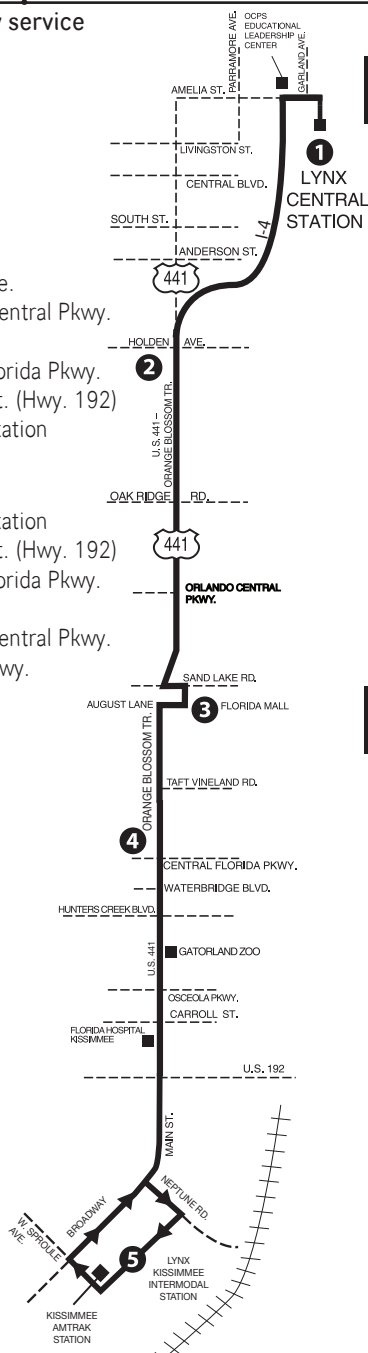 service
OCPS
EDUCATIONAL
LEADERSHIP
CENTER
PARRAMORE AVE.
GARLAND AVE.
AMELIA ST.
LIVINGSTON ST.
1
CENTRAL BLVD.
LYNX
CENTRAL
STATION
SOUTH ST.
I-4
ANDERSON ST.
441
e.
entral Pkwy.
HOLDEN AVE.
2
orida Pkwy.
t. (Hwy. 192)
tation
U.S. 441 –
ORANGE BLOSSOM TR.
OAK RIDGE RD.
tation
441
t. (Hwy. 192)
orida Pkwy.
ORLANDO CENTRAL
PKWY.
entral Pkwy.
wy.
SAND LAKE RD.
AUGUST LANE
3 FLORIDA MALL
ORANGE BLOSSOM TR.
TAFT VINELAND RD.
4
CENTRAL FLORIDA PKWY.
WATERBRIDGE BLVD.
HUNTERS CREEK BLVD.
U.S. 441
GATORLAND ZOO
OSCEOLA PKWY.
CARROLL ST.
FLORIDA HOSPITAL
KISSIMMEE
U.S. 192
MAIN ST.
NEPTUNE RD.
BROADWAY
W. SPROULE
AVE.
5
LYNX
KISSIMMEE
INTERMODAL
STATION
KISSIMMEE
AMTRAK
STATION